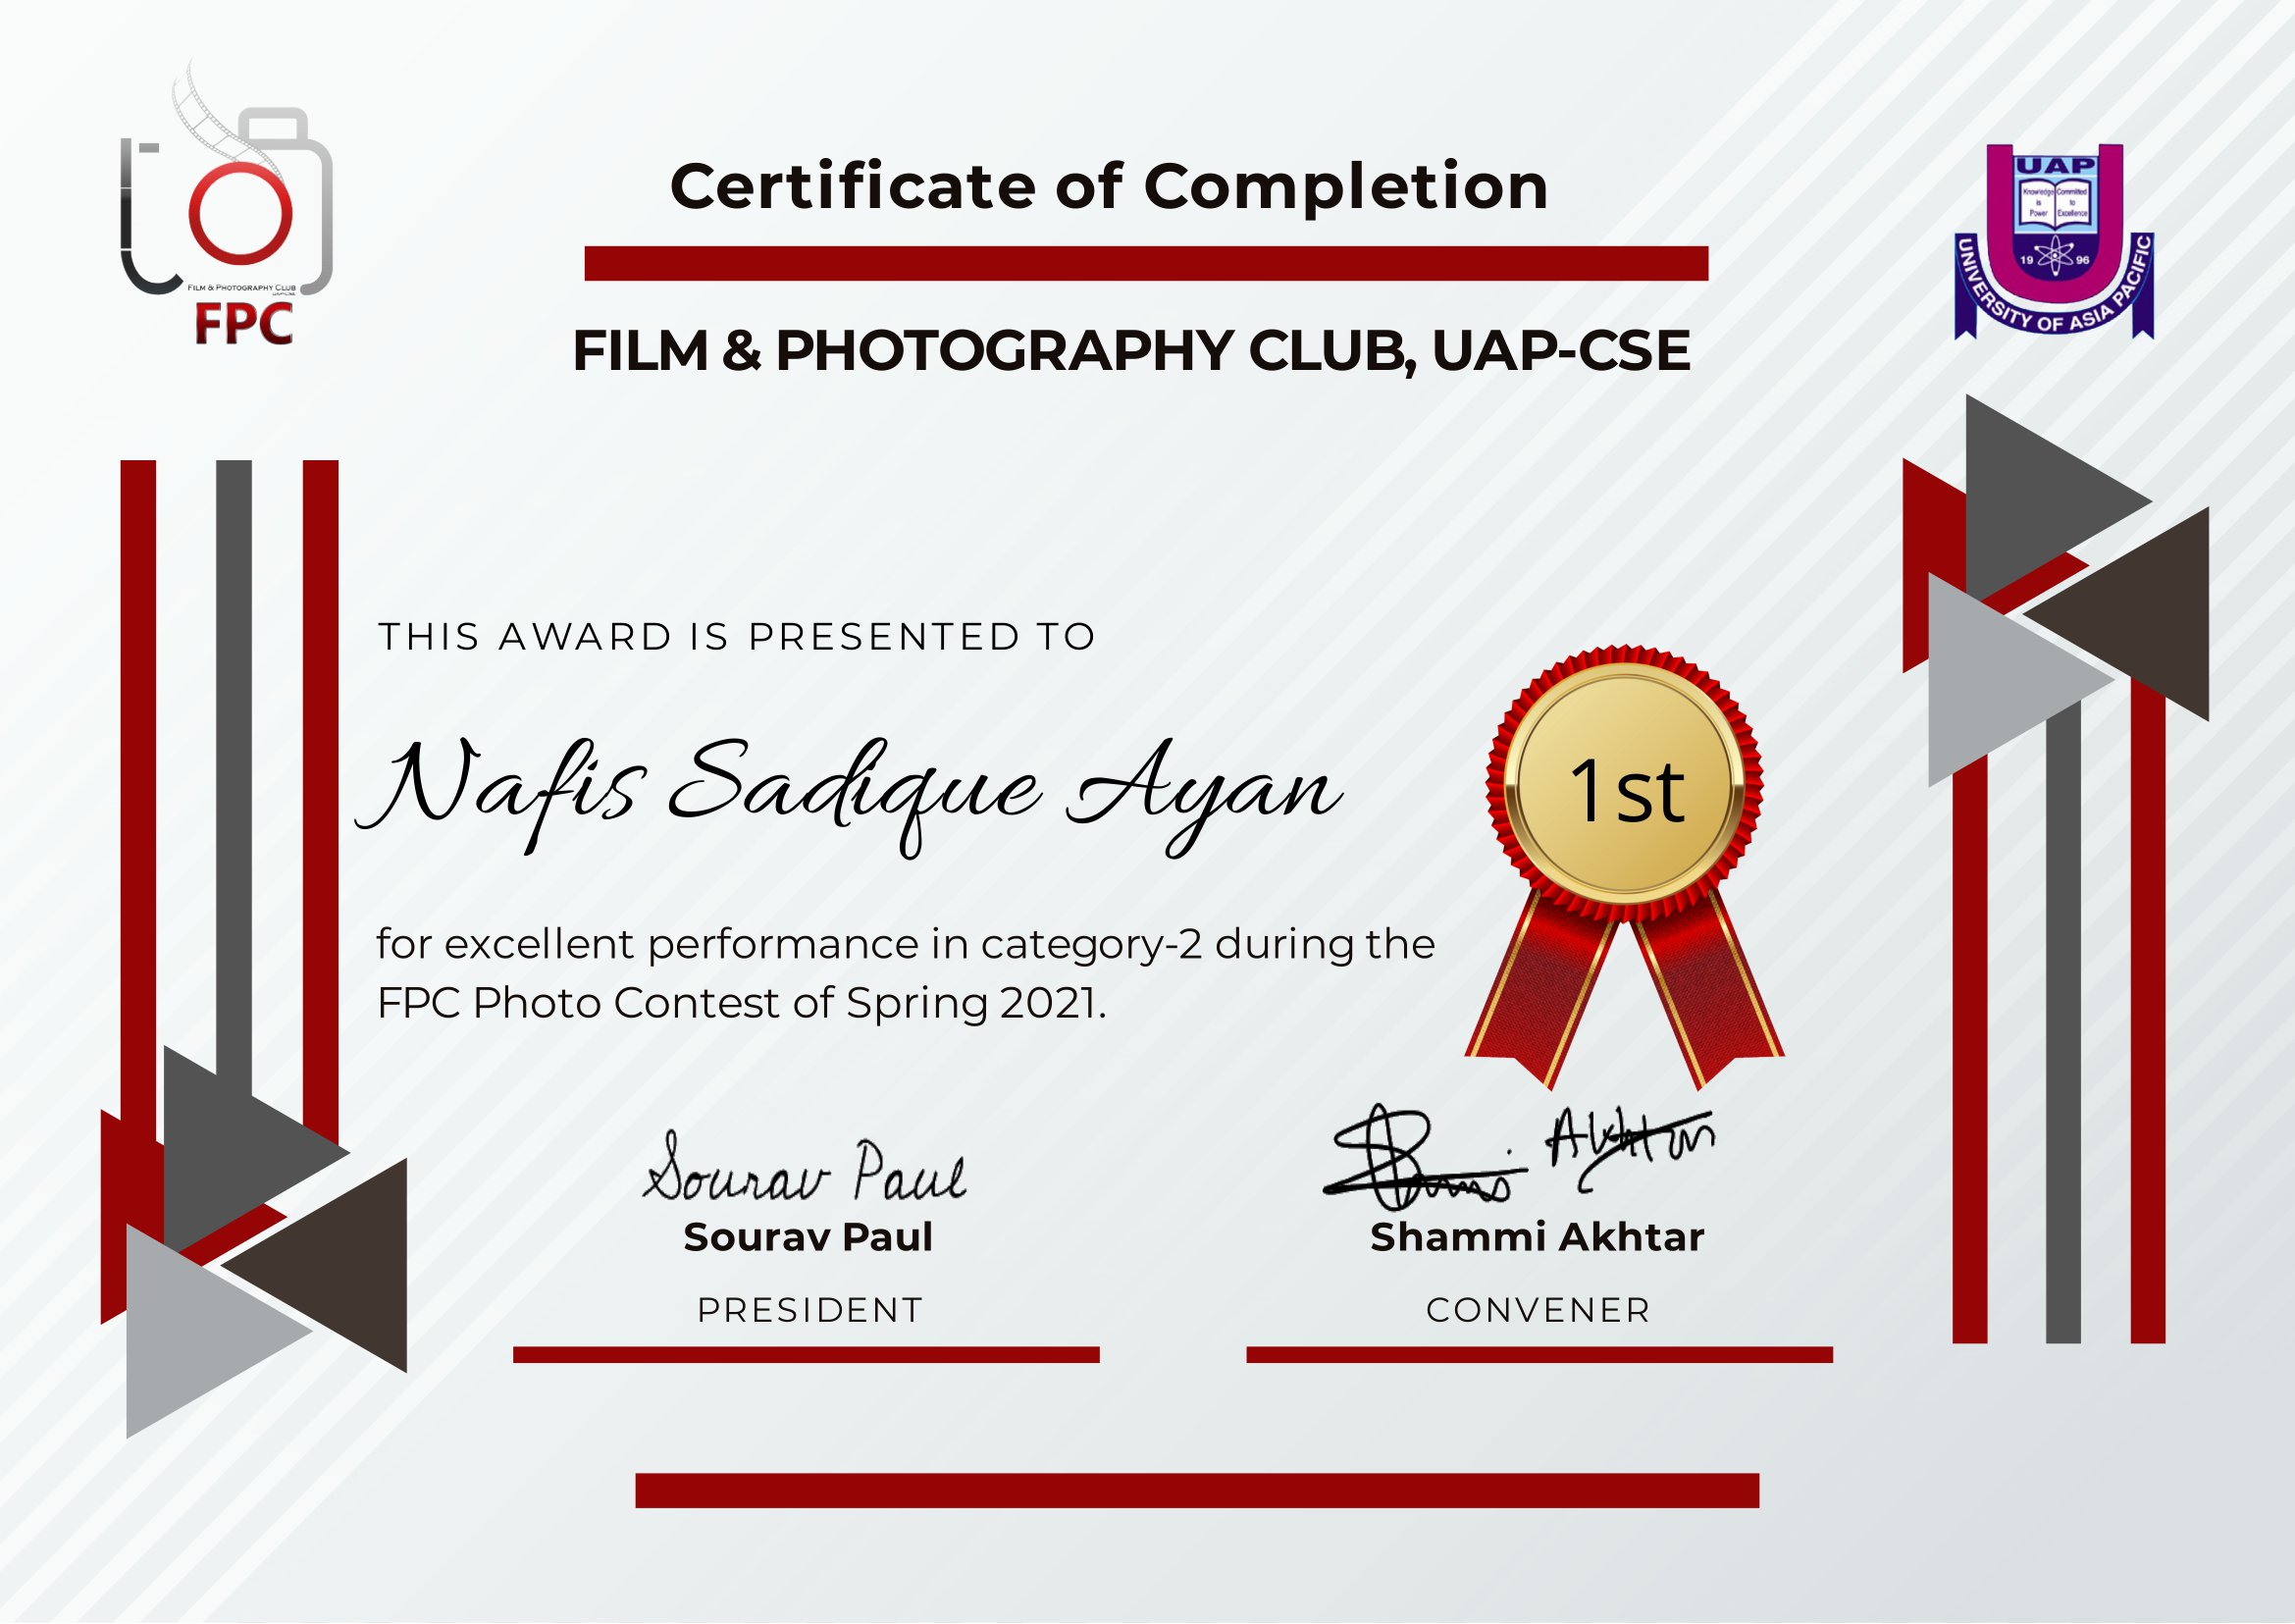 Certificate of Completion
FILM & PHOTOGRAPHY CLUB, UAP-CSE
FILM & PHOTOGRAPHY CLUB
UAP-CSE
FPC
UAP
Knowledge is Power
Committed to Excellence
19 96
UNIVERSITY OF ASIA PACIFIC
THIS AWARD IS PRESENTED TO
Nafis Sadique Ayan
1st
for excellent performance in category-2 during the
FPC Photo Contest of Spring 2021.
Sourav Paul
Shammi Akhtar
Sourav Paul
Shammi Akhtar
PRESIDENT
CONVENER